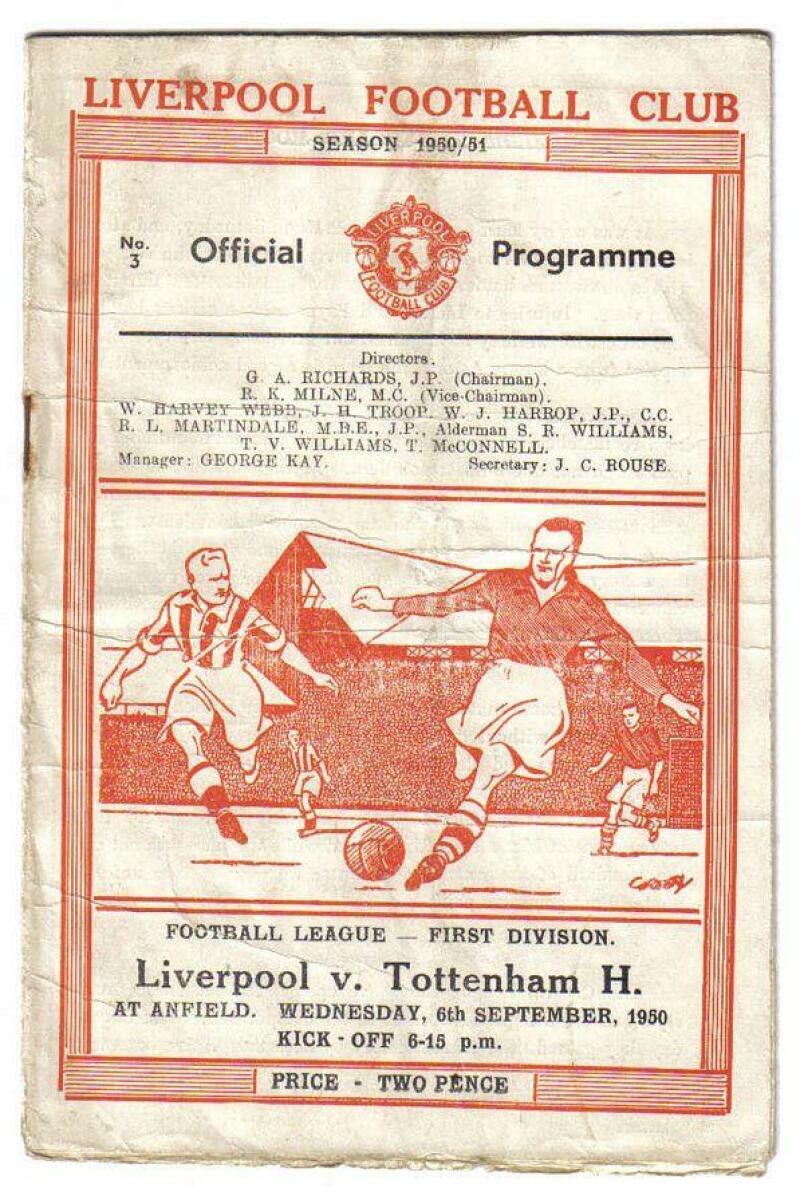 LIVERPOOL FOOTBALL CLUB
SEASON 1950/51
No. 3 Official Programme
LIVERPOOL
FOOTBALL CLUB
Directors.
G. A. RICHARDS, J.P. (Chairman).
R. K. MILNE, M.C. (Vice-Chairman).
W. HARVEY WEBB, J. H. TROOP. W. J. HARROP, J.P., C.C.
R. L. MARTINDALE, M.B.E., J.P., Alderman S. R. WILLIAMS,
T. V. WILLIAMS, T. McCONNELL.
Manager: GEORGE KAY. Secretary: J. C. ROUSE.
FOOTBALL LEAGUE — FIRST DIVISION.
Liverpool v. Tottenham H.
AT ANFIELD. WEDNESDAY, 6th SEPTEMBER, 1950
KICK - OFF 6-15 p.m.
PRICE - TWO PENCE